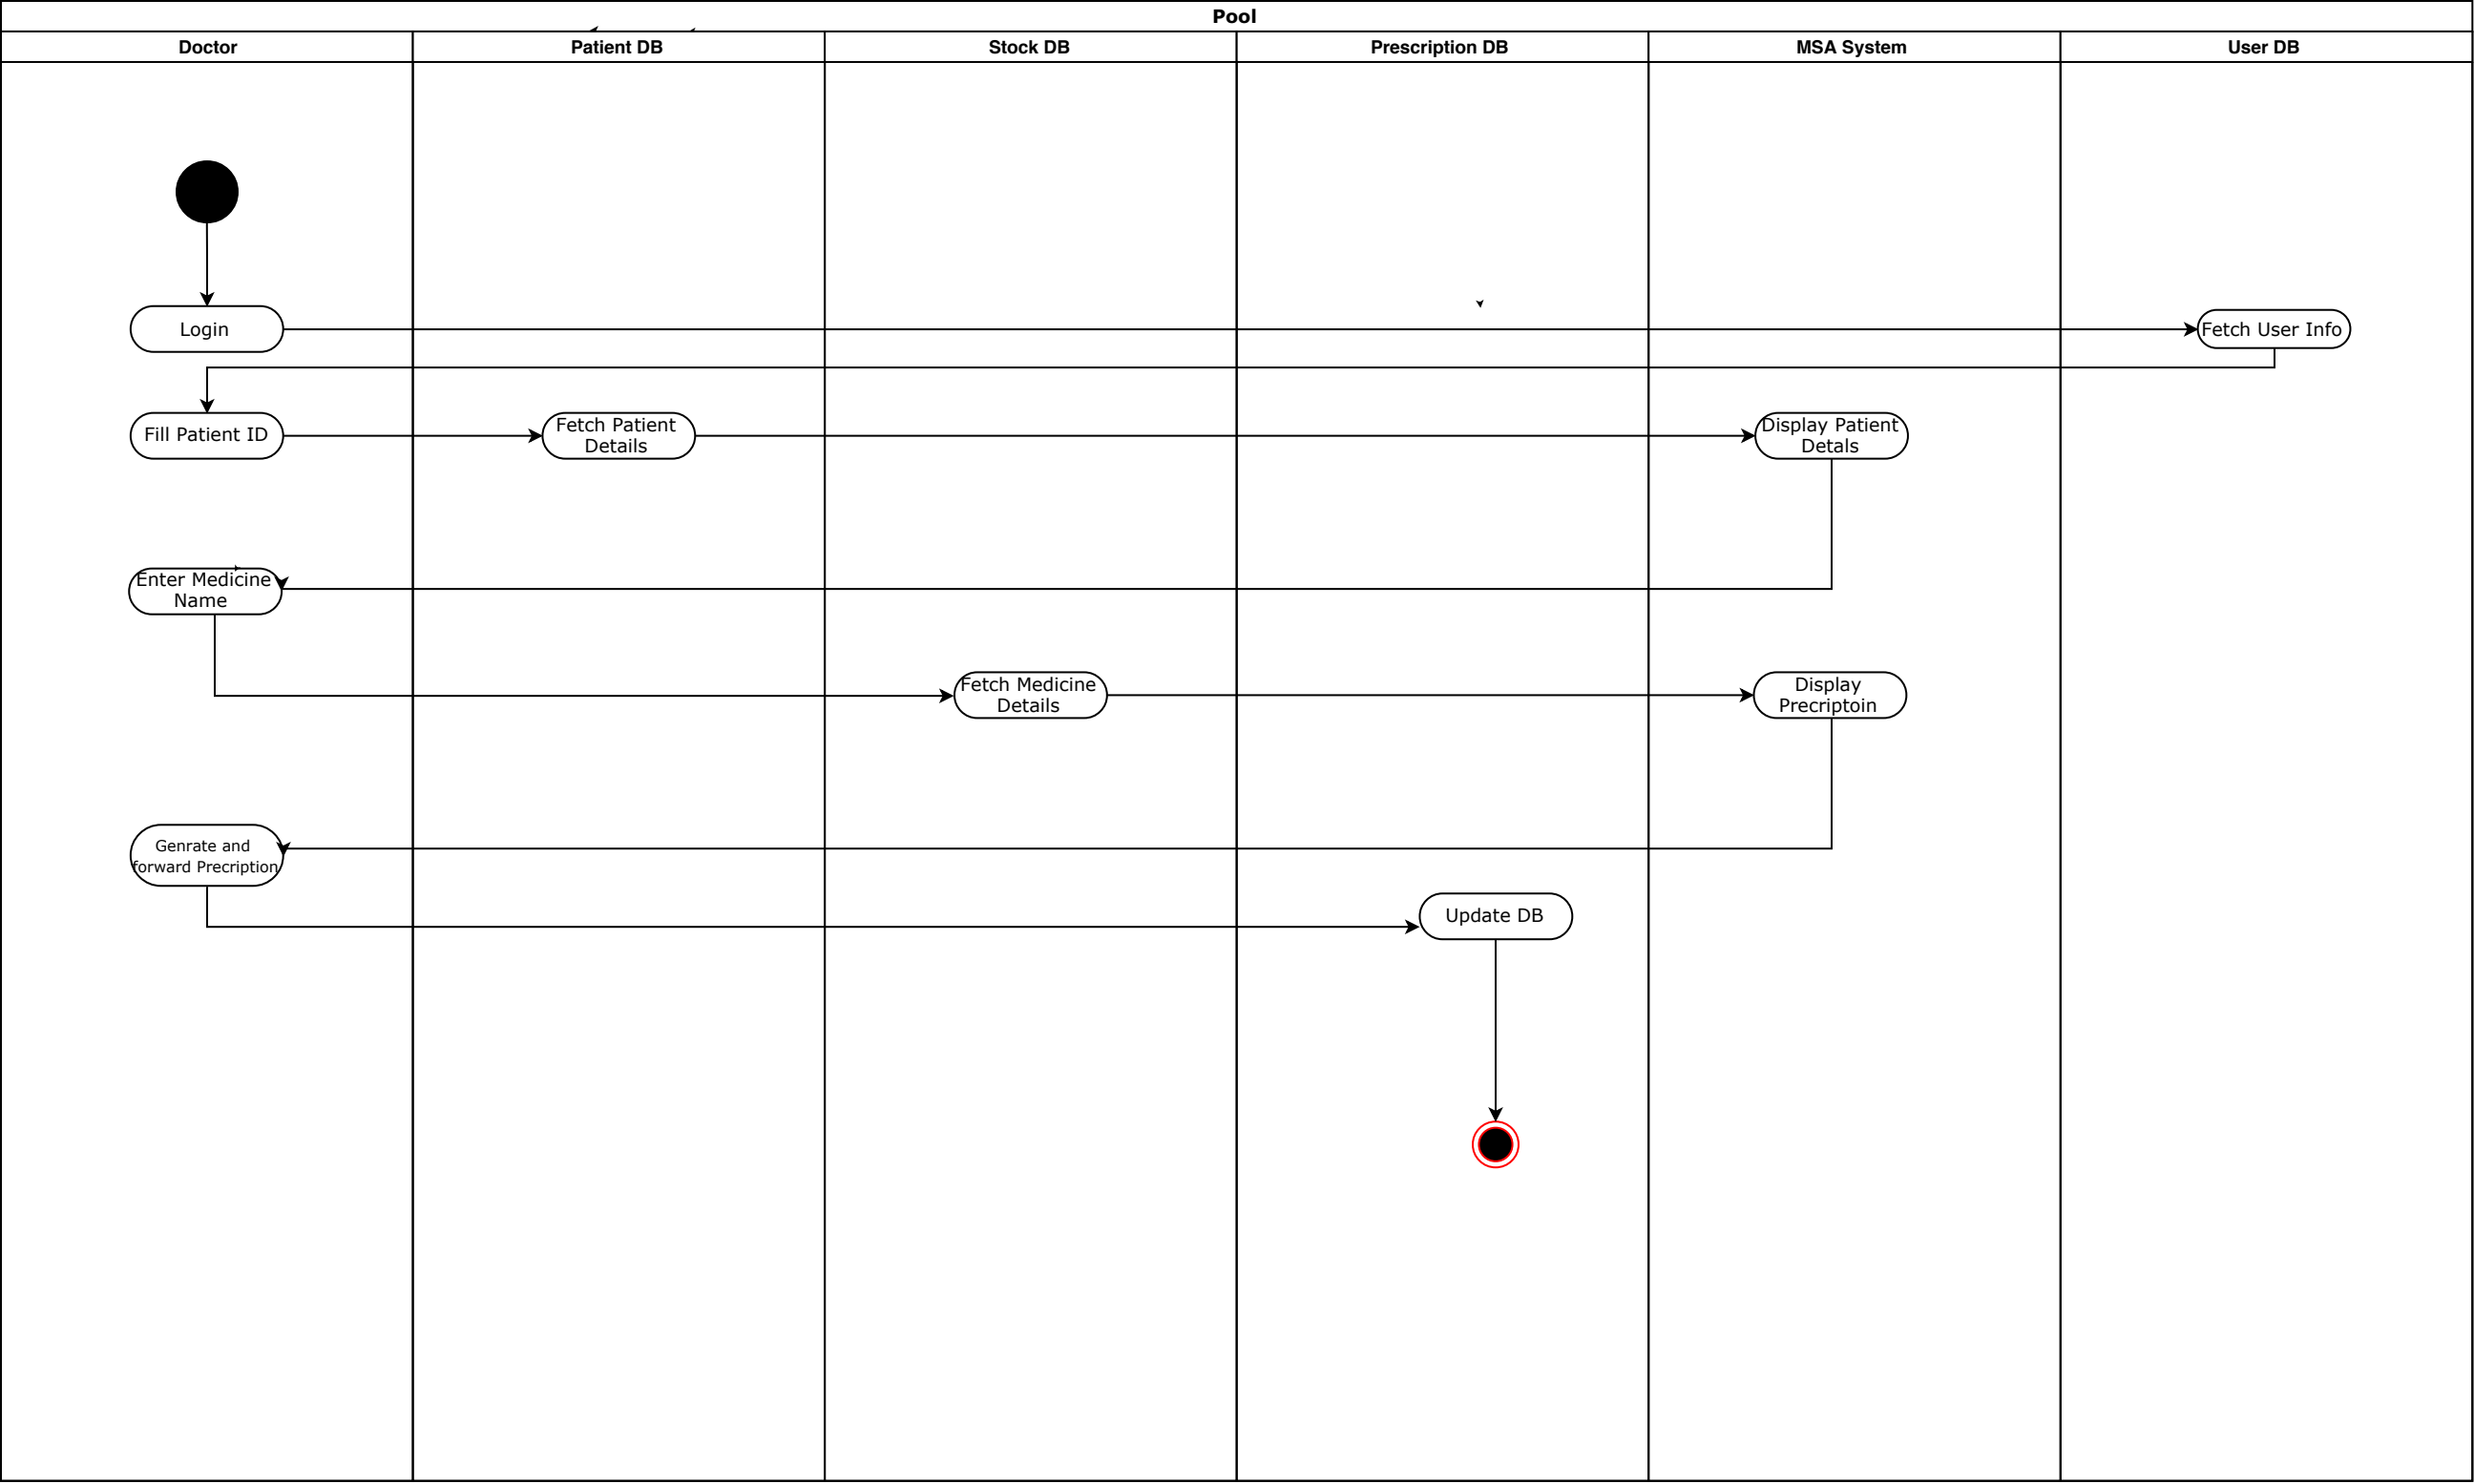 Pool
Doctor
Patient DB
Stock DB
Prescription DB
MSA System
User DB
Login
Fetch User Info
Fill Patient ID
Fetch Patient
Details
Display Patient
Detals
Enter Medicine
Name
Fetch Medicine
Details
Display
Precriptoin
Genrate and
forward Precription
Update DB